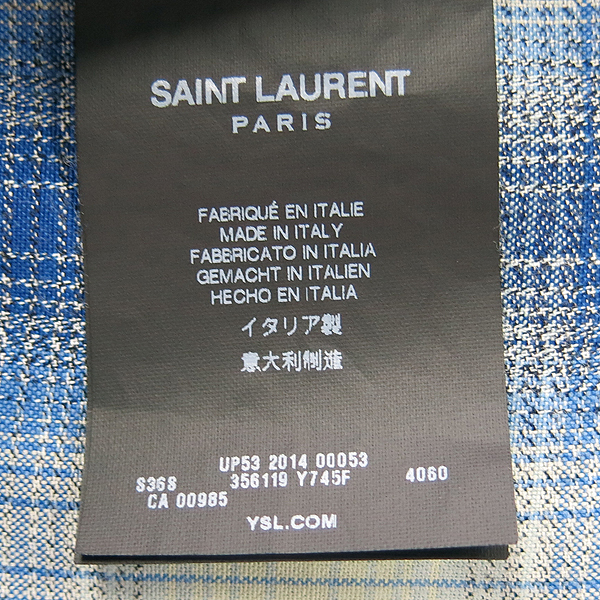 SAINT LAURENT
PARIS
FABRIQUÉ EN ITALIE
MADE IN ITALY
FABBRICATO IN ITALIA
GEMACHT IN ITALIEN
HECHO EN ITALIA
イタリア製
意大利制造
UP53 2014 00053
S36S 356119 Y745F 4060
CA 00985
YSL.COM